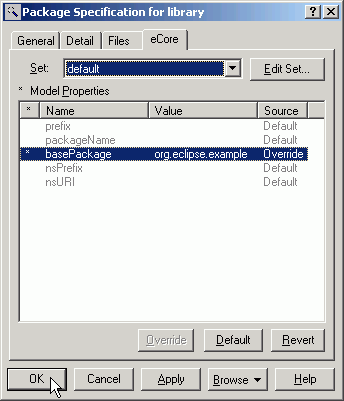 Package Specification for library
General Detail Files eCore
Set: default Edit Set...
* Model Properties
* Name Value Source
prefix Default
packageName Default
* basePackage org.eclipse.example Override
nsPrefix Default
nsURI Default
Override Default Revert
OK Cancel Apply Browse Help